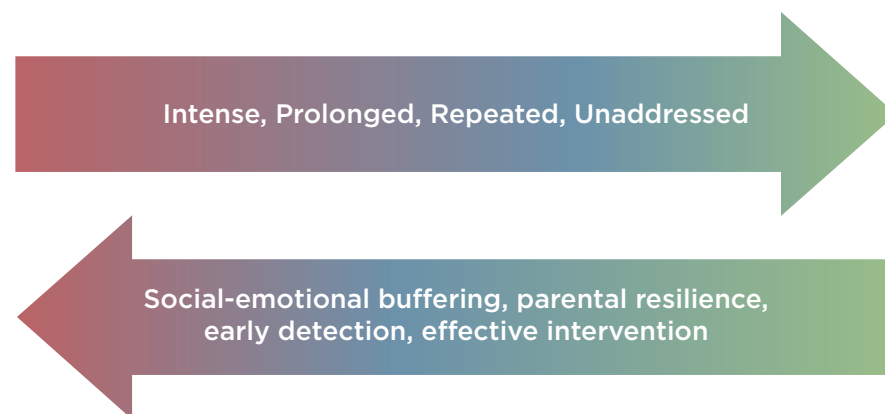 Intense, Prolonged, Repeated, Unaddressed
Social-emotional buffering, parental resilience,
early detection, effective intervention